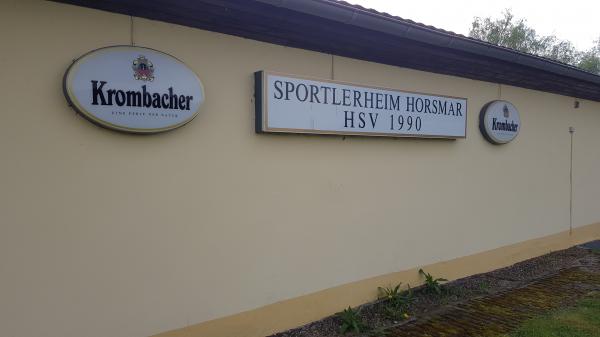 Krombacher
EINE PERLE DER NATUR
SPORTLERHEIM HORSMAR
HSV 1990
Krombacher